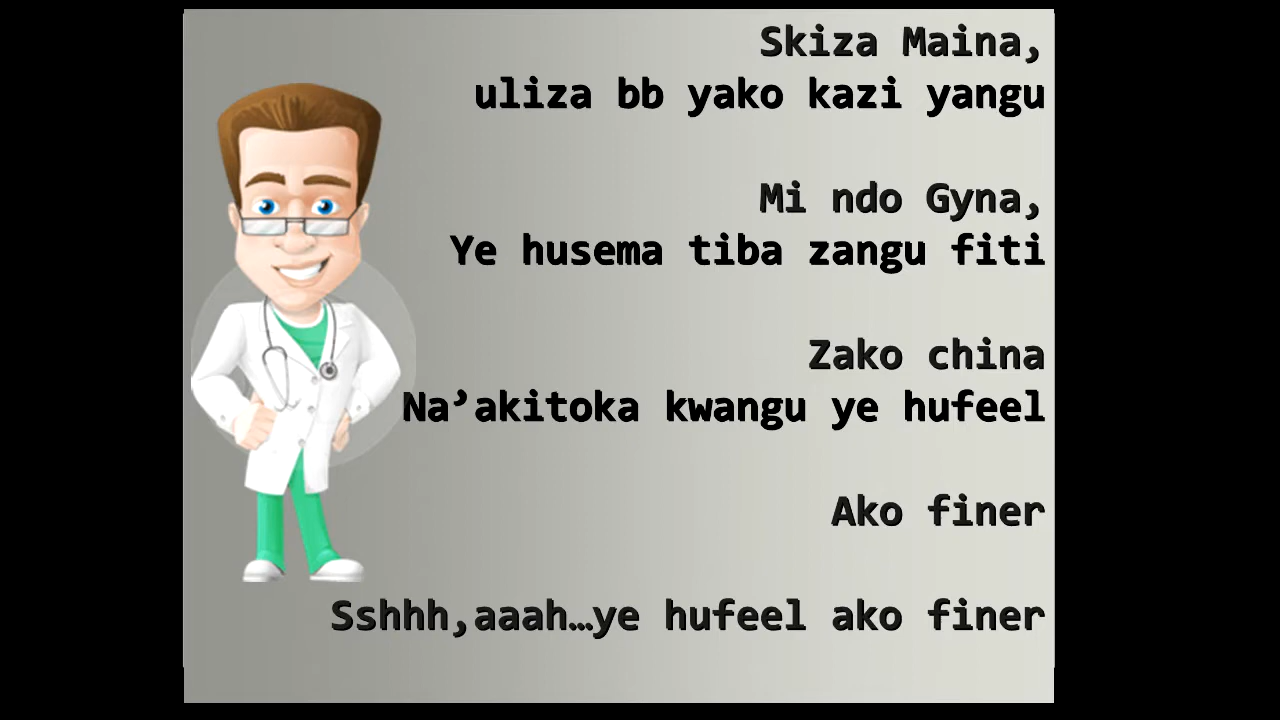 Skiza Maina,
uliza bb yako kazi yangu
Mi ndo Gyna,
Ye husema tiba zangu fiti
Zako china
Na’akitoka kwangu ye hufeel
Ako finer
Sshhh,aaah…ye hufeel ako finer